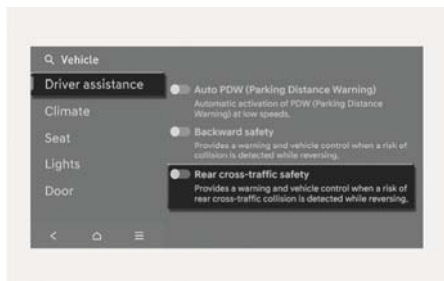 Vehicle
Driver assistance
Climate
Seat
Lights
Door
Auto PDW (Parking Distance Warning)
Automatic activation of PDW (Parking Distance
Warning) at low speeds.
Backward safety
Provides a warning and vehicle control when a risk of
collision is detected while reversing.
Rear cross-traffic safety
Provides a warning and vehicle control when a risk of
rear cross-traffic collision is detected while reversing.